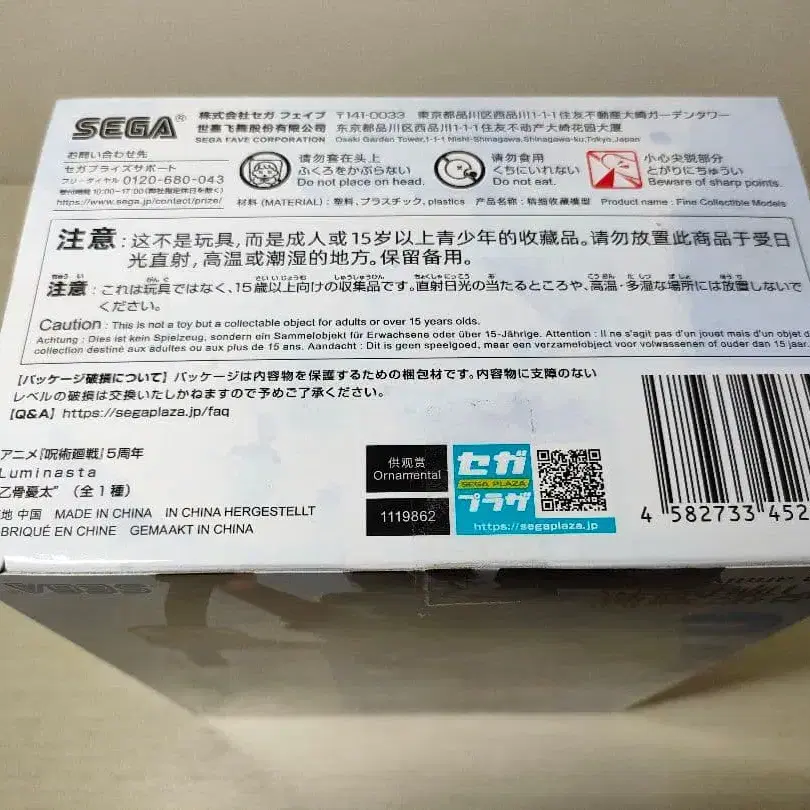 SEGA®
株式会社セガ フェイブ 〒141-0033 東京都品川区西品川1-1-1住友不動産大崎ガーデンタワー
世嘉飞舞股份有限公司 东京都品川区西品川1-1-1住友不动产大崎花园大厦
SEGA FAVE CORPORATION Osaki Garden Tower,1-1-1 Nishi-Shinagawa,Shinagawa-ku,Tokyo,Japan
お問い合わせ先
セガプライズサポート
フリーダイヤル 0120-680-043
受付時間 10:00〜17:00(弊社指定休日を除く)
https://www.sega.jp/contact/prize/
请勿套在头上
ふくろをかぶらない
Do not place on head.
请勿食用
くちにいれない
Do not eat.
小心尖锐部分
とがりにちゅうい
Beware of sharp points.
材料 (MATERIAL) : 塑料、プラスチック, plastics 产品名称 : 精细收藏模型 Product name : Fine Collectible Models
注意 : 这不是玩具,而是成人或15岁以上青少年的收藏品。请勿放置此商品于受日
光直射,高温或潮湿的地方。保留备用。
注意 : これは玩具ではなく、15歳以上向けの収集品です。直射日光の当たるところや、高温・多湿な場所には放置しないで
ください。
Caution : This is not a toy but a collectable object for adults or over 15 years olds.
Achtung : Dies ist kein Spielzeug, sondern ein Sammelobjekt für Erwachsene oder über 15-Jährige. Attention : Il ne s'agit pas d'un jouet mais d'un objet d
collection destiné aux adultes ou aux plus de 15 ans. Aandacht : Dit is geen speelgoed, maar een verzamelobject voor volwassenen of ouder dan 15 jaar.
【パッケージ破損について】パッケージは内容物を保護するための梱包材です。内容物に支障のない
レベルの破損は交換いたしかねますので予めご了承ください。
【Q&A】https://segaplaza.jp/faq
アニメ『呪術廻戦』5周年
Luminasta
乙骨憂太" (全1種)
地 中国 MADE IN CHINA IN CHINA HERGESTELLT
BRIQUÉ EN CHINE GEMAAKT IN CHINA
供观赏
Ornamental
1119862
セガ
SEGA PLAZA
プラザ
https://segaplaza.jp
4 582733 452
SEGA